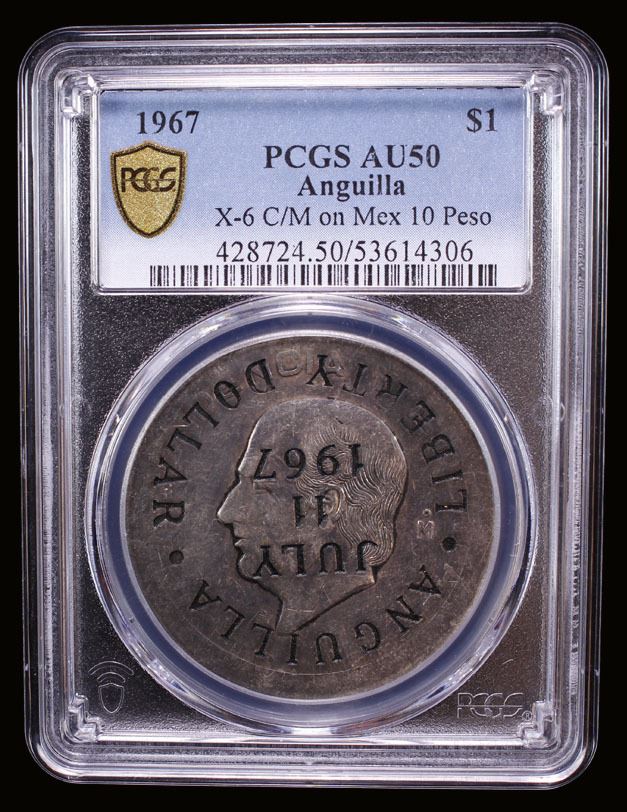 1967 $1
PCGS PCGS AU50
Anguilla
X-6 C/M on Mex 10 Peso
428724.50/53614306
ANGUILLA • LIBERTY DOLLAR •
JULY
11
1967
M
PCGS